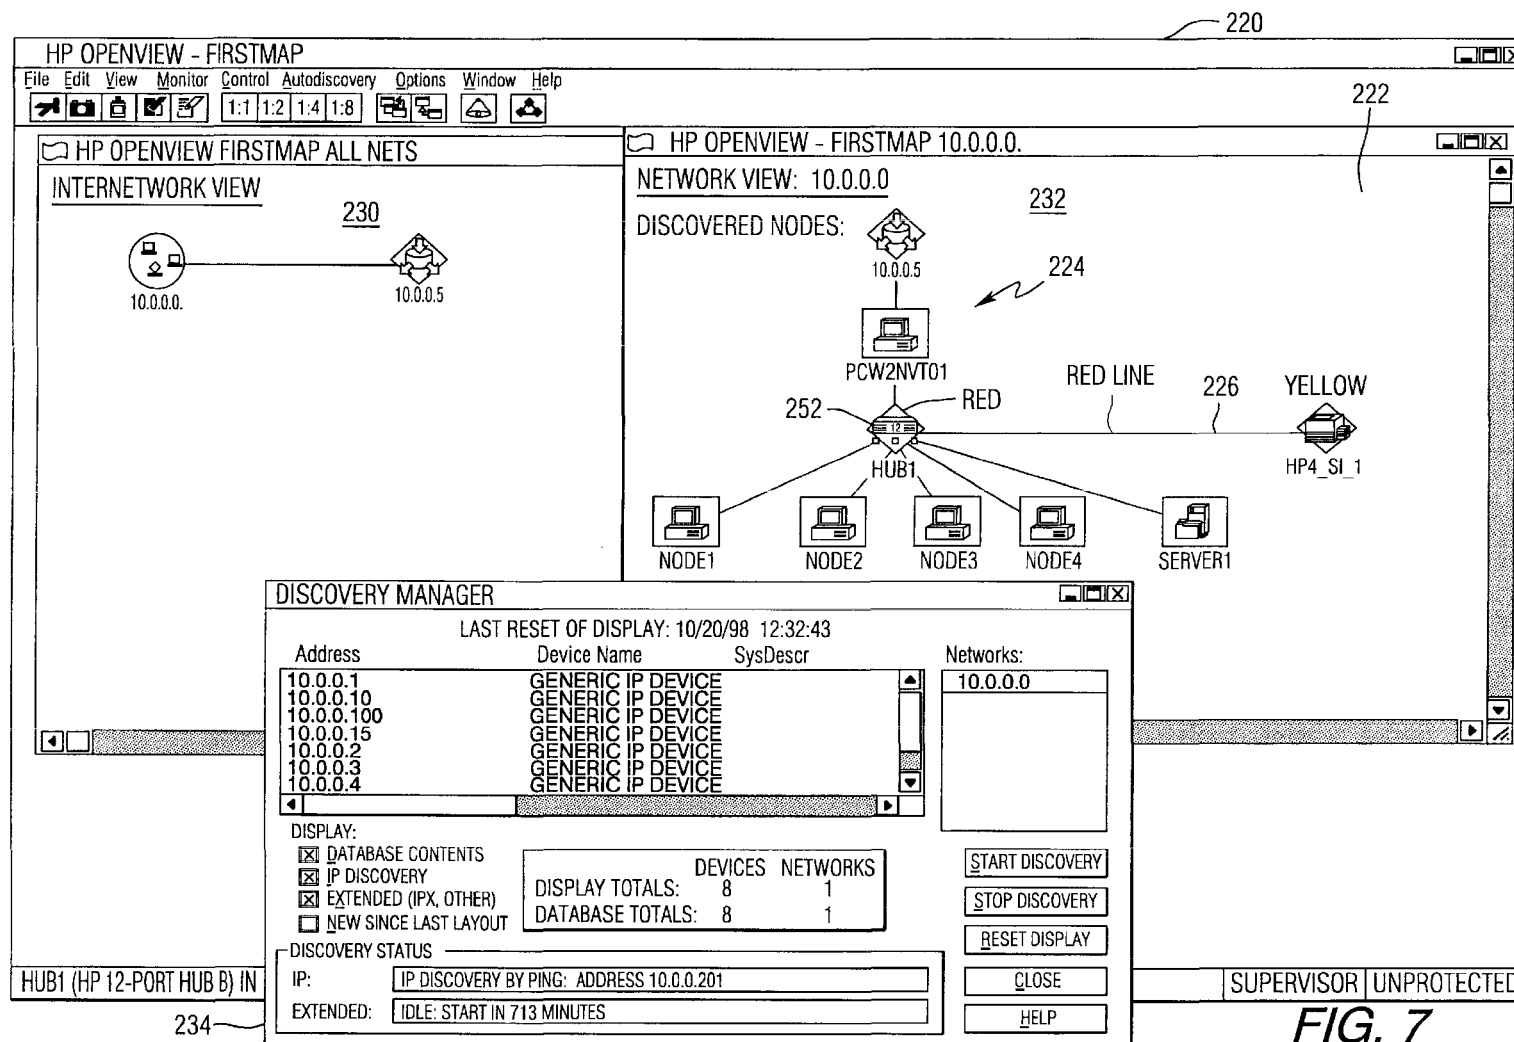 220
HP OPENVIEW - FIRSTMAP
File Edit View Monitor Control Autodiscovery Options Window Help
1:1 1:2 1:4 1:8
222
HP OPENVIEW FIRSTMAP ALL NETS
INTERNETWORK VIEW
230
10.0.0.0.
10.0.0.5
HP OPENVIEW - FIRSTMAP 10.0.0.0.
NETWORK VIEW: 10.0.0.0
232
DISCOVERED NODES:
10.0.0.5
224
PCW2NVT01
252
RED
12
HUB1
RED LINE
226
YELLOW
HP4_SI_1
NODE1
NODE2
NODE3
NODE4
SERVER1
DISCOVERY MANAGER
LAST RESET OF DISPLAY: 10/20/98 12:32:43
Address Device Name SysDescr
10.0.0.1 GENERIC IP DEVICE
10.0.0.10 GENERIC IP DEVICE
10.0.0.100 GENERIC IP DEVICE
10.0.0.15 GENERIC IP DEVICE
10.0.0.2 GENERIC IP DEVICE
10.0.0.3 GENERIC IP DEVICE
10.0.0.4 GENERIC IP DEVICE
Networks:
10.0.0.0
DISPLAY:
DATABASE CONTENTS
IP DISCOVERY
EXTENDED (IPX, OTHER)
NEW SINCE LAST LAYOUT
DEVICES NETWORKS
DISPLAY TOTALS: 8 1
DATABASE TOTALS: 8 1
START DISCOVERY
STOP DISCOVERY
RESET DISPLAY
CLOSE
HELP
DISCOVERY STATUS
IP: IP DISCOVERY BY PING: ADDRESS 10.0.0.201
EXTENDED: IDLE: START IN 713 MINUTES
HUB1 (HP 12-PORT HUB B) IN
SUPERVISOR UNPROTECTED
234
FIG. 7